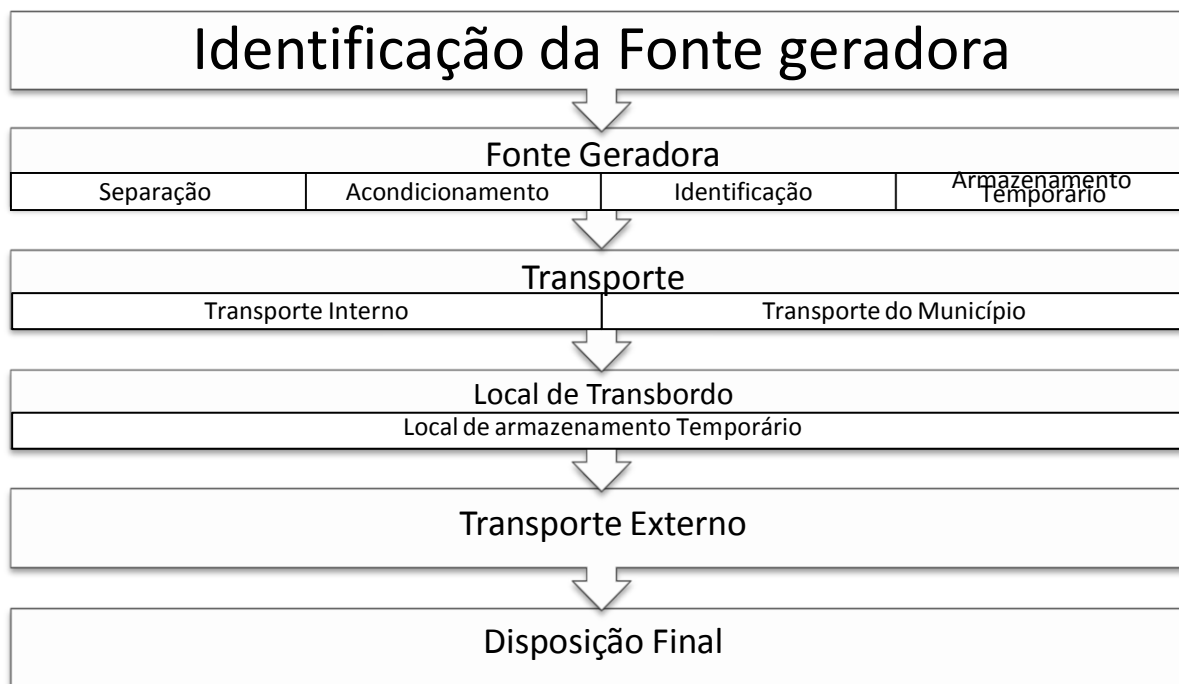 Identificação da Fonte geradora
Fonte Geradora
Separação
Acondicionamento
Identificação
Armazenamento
Temporário
Transporte
Transporte Interno
Transporte do Município
Local de Transbordo
Local de armazenamento Temporário
Transporte Externo
Disposição Final